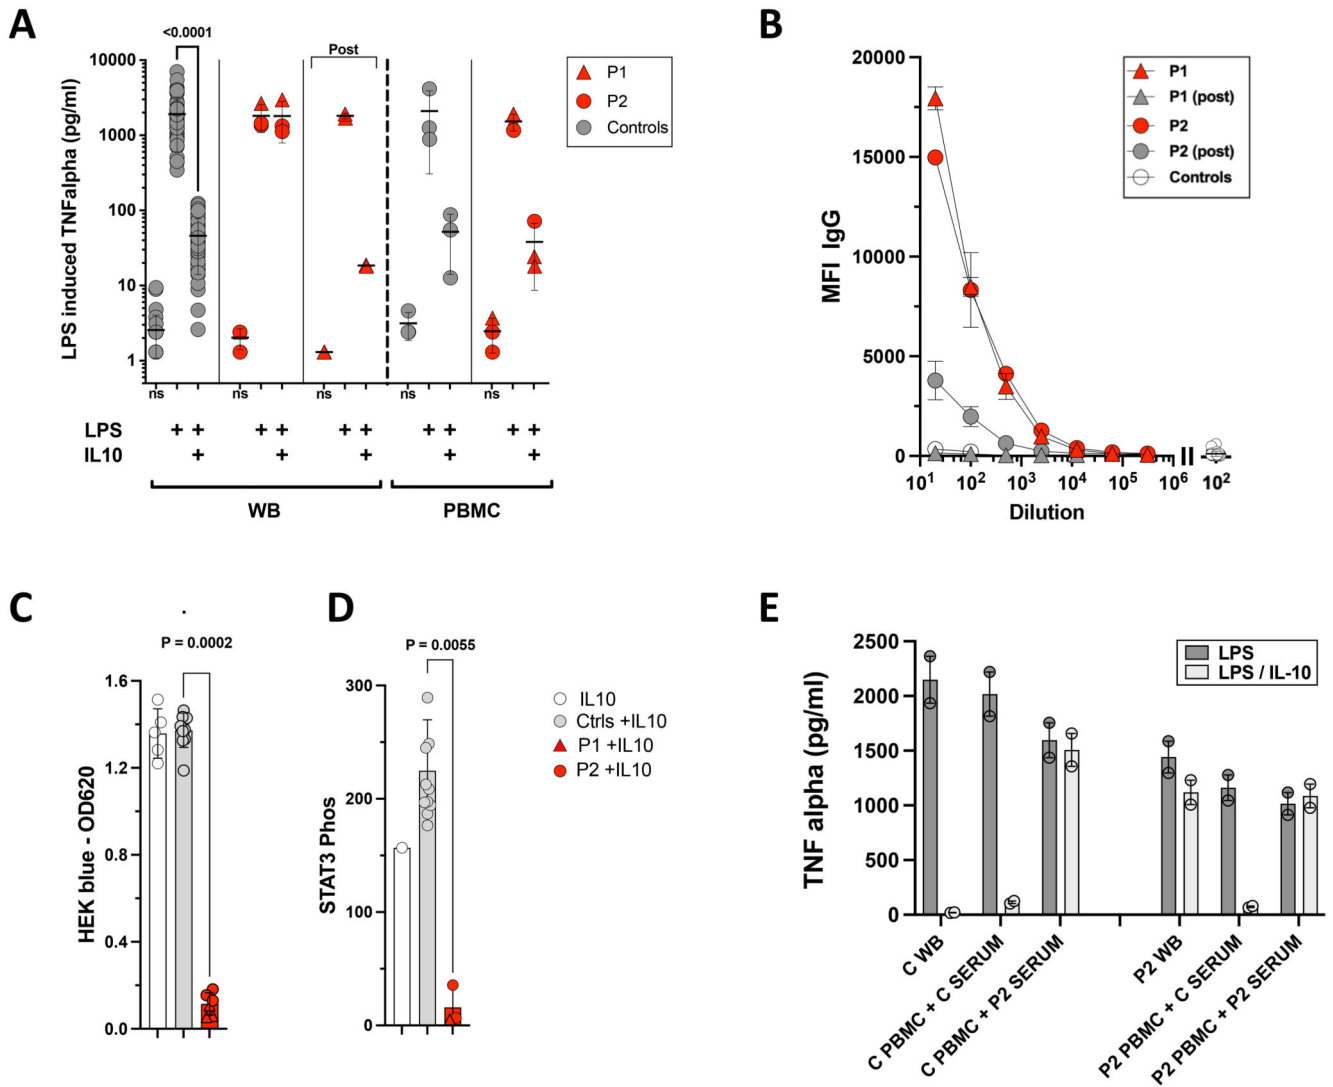 A
<0.0001
Post
LPS induced TNFalpha (pg/ml)
10000
1000
100
10
1
ns
ns
ns
ns
ns
LPS + + + + + + + + + +
IL10 + + + + +
WB
PBMC
P1
P2
Controls
B
MFI IgG
20000
15000
10000
5000
0
10¹ 10² 10³ 10⁴ 10⁵ 10⁶ 10²
Dilution
P1
P1 (post)
P2
P2 (post)
Controls
C
P = 0.0002
HEK blue - OD620
1.6
1.2
0.8
0.4
0.0
D
P = 0.0055
STAT3 Phos
300
200
100
0
IL10
Ctrls +IL10
P1 +IL10
P2 +IL10
E
TNF alpha (pg/ml)
2500
2000
1500
1000
500
0
LPS
LPS / IL-10
C WB
C PBMC + C SERUM
C PBMC + P2 SERUM
P2 WB
P2 PBMC + C SERUM
P2 PBMC + P2 SERUM